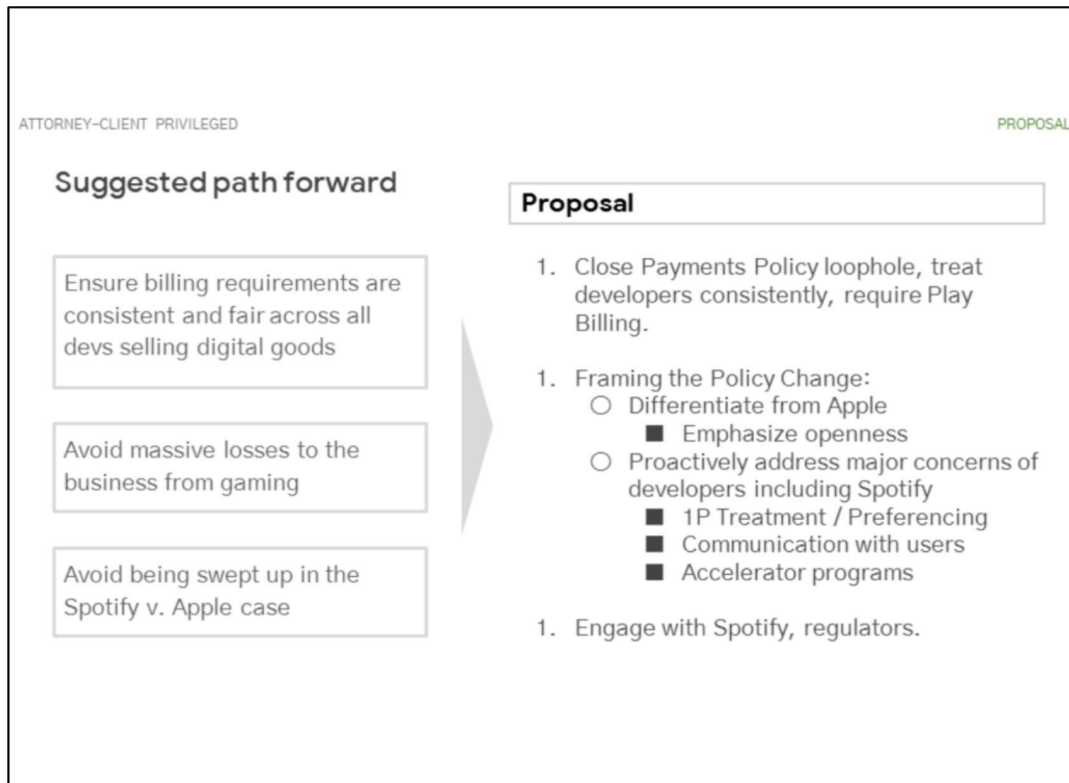 ATTORNEY-CLIENT PRIVILEGED
PROPOSAL
Suggested path forward
Ensure billing requirements are
consistent and fair across all
devs selling digital goods
Avoid massive losses to the
business from gaming
Avoid being swept up in the
Spotify v. Apple case
Proposal
1. Close Payments Policy loophole, treat
developers consistently, require Play
Billing.
1. Framing the Policy Change:
○ Differentiate from Apple
■ Emphasize openness
○ Proactively address major concerns of
developers including Spotify
■ 1P Treatment / Preferencing
■ Communication with users
■ Accelerator programs
1. Engage with Spotify, regulators.